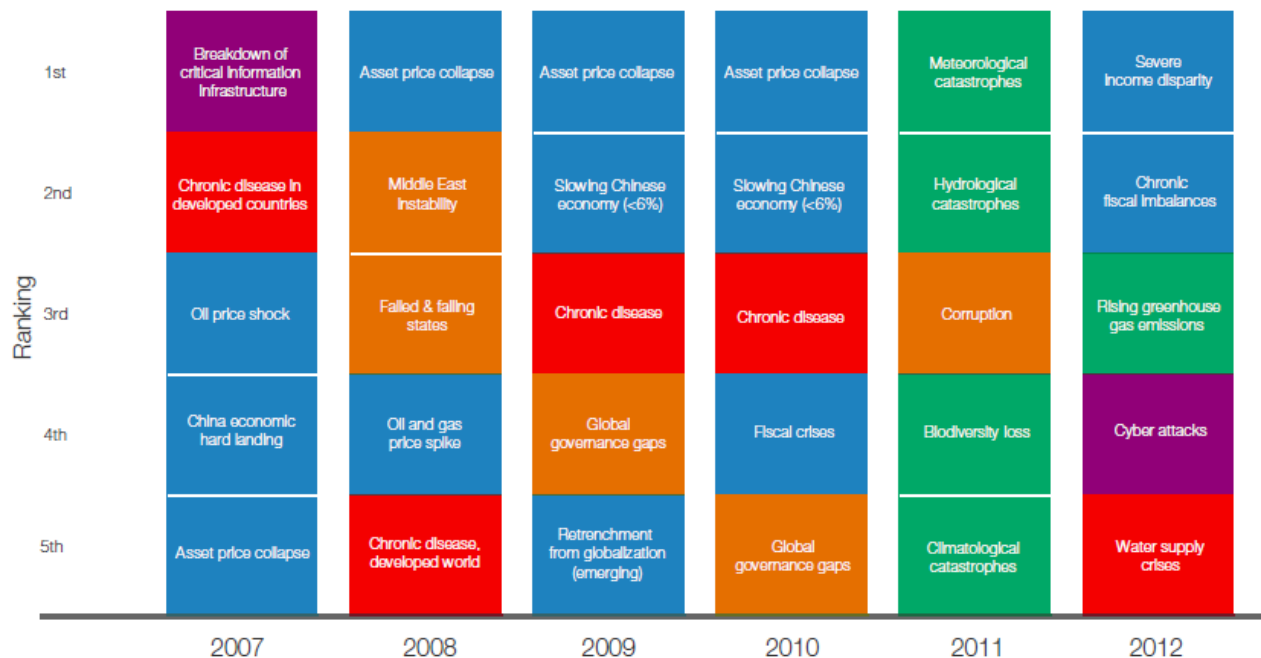 Ranking
1st
Breakdown of
critical information
infrastructure
Asset price collapse
Asset price collapse
Asset price collapse
Meteorological
catastrophes
Severe
income disparity
2nd
Chronic disease in
developed countries
Middle East
instability
Slowing Chinese
economy (<6%)
Slowing Chinese
economy (<6%)
Hydrological
catastrophes
Chronic
fiscal imbalances
3rd
Oil price shock
Failed & failing
states
Chronic disease
Chronic disease
Corruption
Rising greenhouse
gas emissions
4th
China economic
hard landing
Oil and gas
price spike
Global
governance gaps
Fiscal crises
Biodiversity loss
Cyber attacks
5th
Asset price collapse
Chronic disease,
developed world
Retrenchment
from globalization
(emerging)
Global
governance gaps
Climatological
catastrophes
Water supply
crises
2007
2008
2009
2010
2011
2012